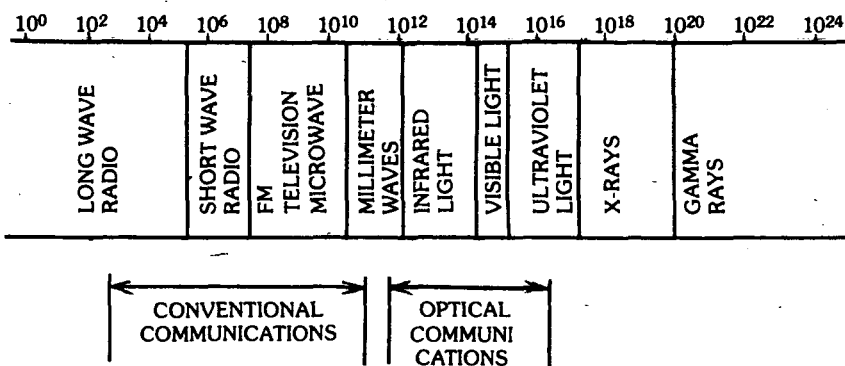 10⁰ 10² 10⁴ 10⁶ 10⁸ 10¹⁰ 10¹² 10¹⁴ 10¹⁶ 10¹⁸ 10²⁰ 10²² 10²⁴
LONG WAVE
RADIO
SHORT WAVE
RADIO
FM
TELEVISION
MICROWAVE
MILLIMETER
WAVES
INFRARED
LIGHT
VISIBLE LIGHT
ULTRAVIOLET
LIGHT
X-RAYS
GAMMA
RAYS
CONVENTIONAL
COMMUNICATIONS
OPTICAL
COMMUNI
CATIONS